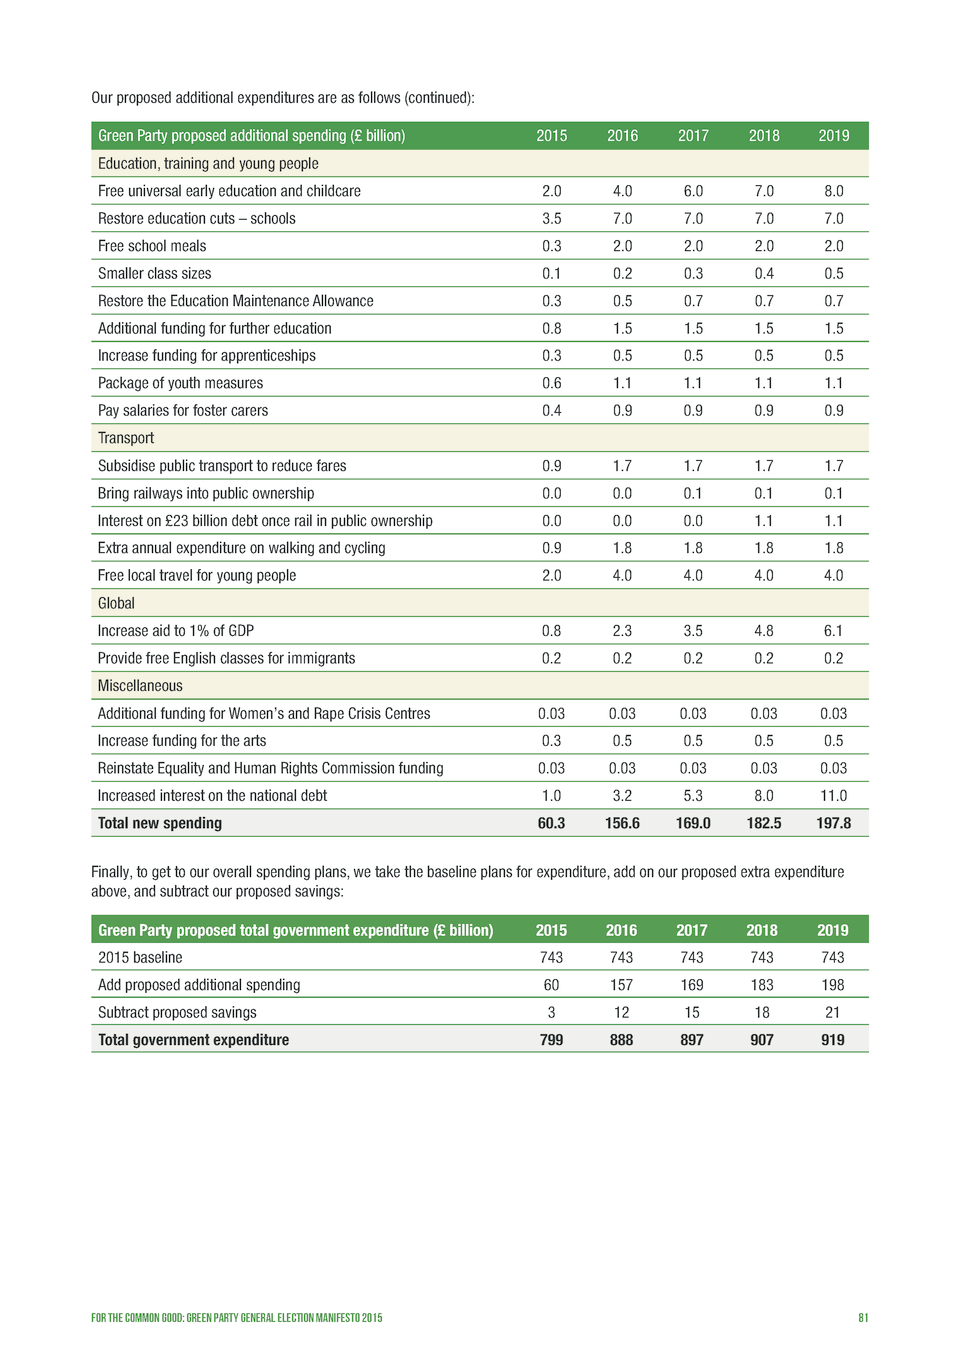 Our proposed additional expenditures are as follows (continued):
Green Party proposed additional spending (£ billion) 2015 2016 2017 2018 2019
Education, training and young people
Free universal early education and childcare 2.0 4.0 6.0 7.0 8.0
Restore education cuts – schools 3.5 7.0 7.0 7.0 7.0
Free school meals 0.3 2.0 2.0 2.0 2.0
Smaller class sizes 0.1 0.2 0.3 0.4 0.5
Restore the Education Maintenance Allowance 0.3 0.5 0.7 0.7 0.7
Additional funding for further education 0.8 1.5 1.5 1.5 1.5
Increase funding for apprenticeships 0.3 0.5 0.5 0.5 0.5
Package of youth measures 0.6 1.1 1.1 1.1 1.1
Pay salaries for foster carers 0.4 0.9 0.9 0.9 0.9
Transport
Subsidise public transport to reduce fares 0.9 1.7 1.7 1.7 1.7
Bring railways into public ownership 0.0 0.0 0.1 0.1 0.1
Interest on £23 billion debt once rail in public ownership 0.0 0.0 0.0 1.1 1.1
Extra annual expenditure on walking and cycling 0.9 1.8 1.8 1.8 1.8
Free local travel for young people 2.0 4.0 4.0 4.0 4.0
Global
Increase aid to 1% of GDP 0.8 2.3 3.5 4.8 6.1
Provide free English classes for immigrants 0.2 0.2 0.2 0.2 0.2
Miscellaneous
Additional funding for Women's and Rape Crisis Centres 0.03 0.03 0.03 0.03 0.03
Increase funding for the arts 0.3 0.5 0.5 0.5 0.5
Reinstate Equality and Human Rights Commission funding 0.03 0.03 0.03 0.03 0.03
Increased interest on the national debt 1.0 3.2 5.3 8.0 11.0
Total new spending 60.3 156.6 169.0 182.5 197.8
Finally, to get to our overall spending plans, we take the baseline plans for expenditure, add on our proposed extra expenditure
above, and subtract our proposed savings:
Green Party proposed total government expenditure (£ billion) 2015 2016 2017 2018 2019
2015 baseline 743 743 743 743 743
Add proposed additional spending 60 157 169 183 198
Subtract proposed savings 3 12 15 18 21
Total government expenditure 799 888 897 907 919
FOR THE COMMON GOOD: GREEN PARTY GENERAL ELECTION MANIFESTO 2015 81